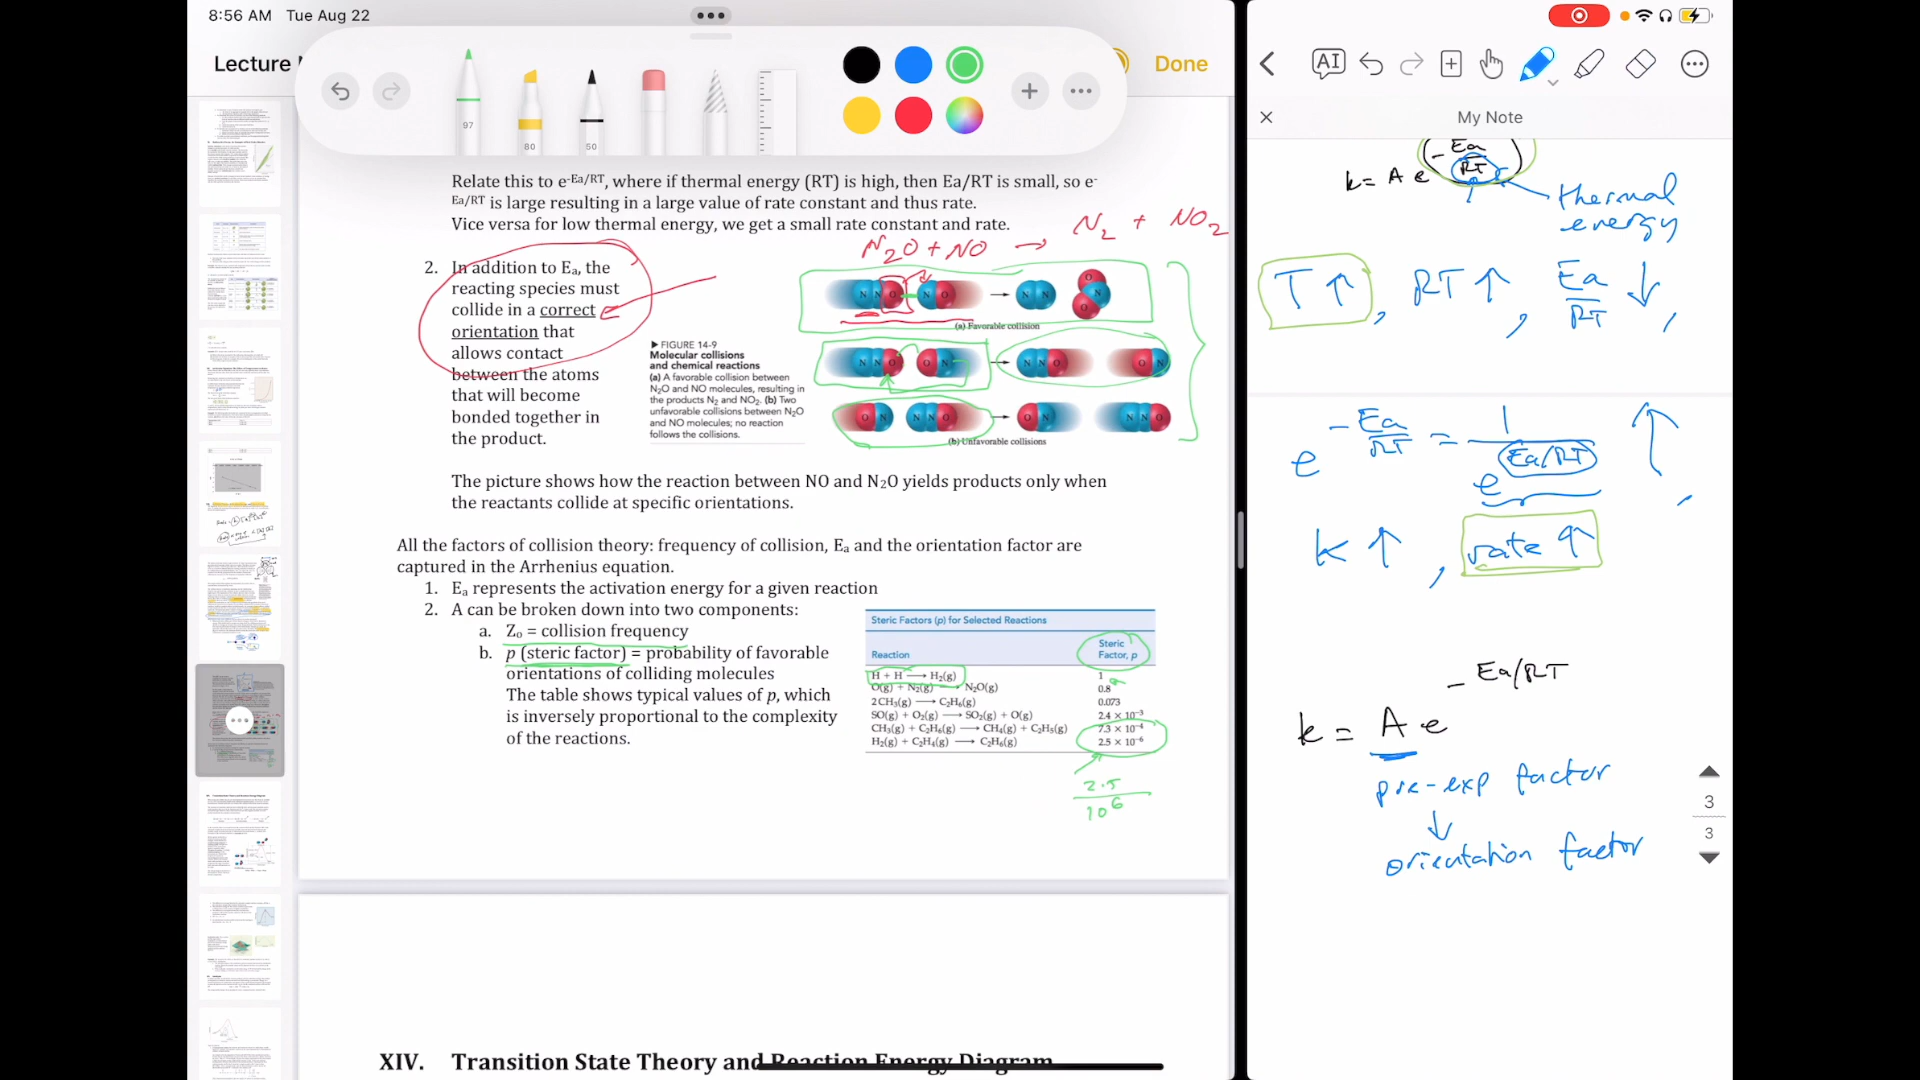 8:56 AM Tue Aug 22
Lecture
97
80
50
Done
Relate this to e-Ea/RT, where if thermal energy (RT) is high, then Ea/RT is small, so e-
Ea/RT is large resulting in a large value of rate constant and thus rate.
Vice versa for low thermal energy, we get a small rate constant and rate.
N2O + NO → N2 + NO2
2. In addition to Ea, the
reacting species must
collide in a correct
orientation that
allows contact
between the atoms
that will become
bonded together in
the product.
▶ FIGURE 14-9
Molecular collisions
and chemical reactions
(a) A favorable collision between
N2O and NO molecules, resulting in
the products N2 and NO2. (b) Two
unfavorable collisions between N2O
and NO molecules; no reaction
follows the collisions.
N N O N O → N N O N O
(a) Favorable collision
N N O O N → N N O O N
O N N N O → O N N N O
(b) Unfavorable collisions
The picture shows how the reaction between NO and N2O yields products only when
the reactants collide at specific orientations.
All the factors of collision theory: frequency of collision, Ea and the orientation factor are
captured in the Arrhenius equation.
1. Ea represents the activation energy for a given reaction
2. A can be broken down into two components:
a. Zo = collision frequency
b. p (steric factor) = probability of favorable
orientations of colliding molecules
The table shows typical values of p, which
is inversely proportional to the complexity
of the reactions.
Steric Factors (p) for Selected Reactions
Reaction Steric Factor, p
H + H → H2(g) 1
O(g) + N2(g) → N2O(g) 0.8
2CH3(g) → C2H6(g) 0.073
SO(g) + O2(g) → SO2(g) + O(g) 2.4 × 10-3
CH3(g) + C2H6(g) → CH4(g) + C2H5(g) 7.3 × 10-4
H2(g) + C2H4(g) → C2H6(g) 2.5 × 10-6
2.5
10^6
XIV. Transition State Theory and Reaction Energy Diagram
AI
My Note
k = A e -Ea/RT
thermal
energy
T ↑, RT ↑, Ea/RT ↓,
e -Ea/RT = 1/e Ea/RT ↑,
k ↑, rate ↑
k = A e -Ea/RT
pre-exp factor
↓
orientation factor
3
3